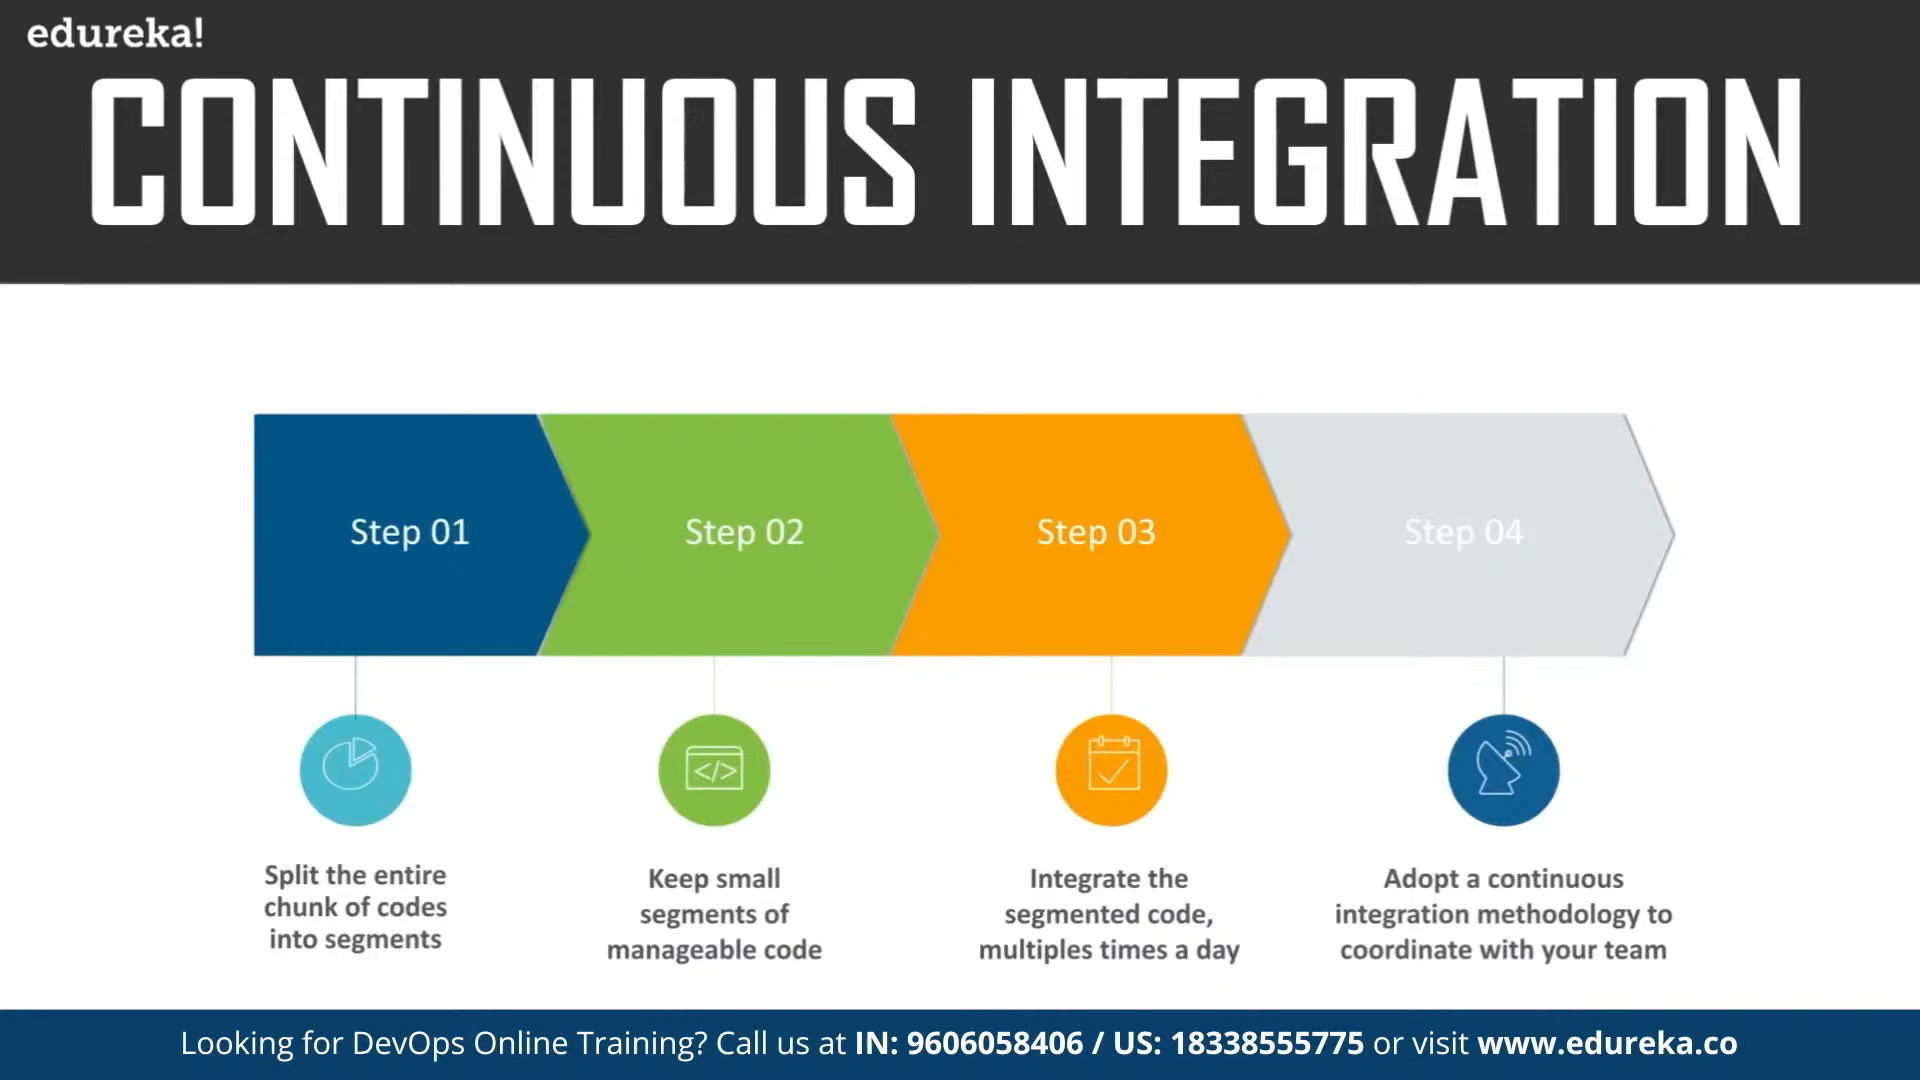 edureka!
CONTINUOUS INTEGRATION
Step 01
Step 02
Step 03
Step 04
</>
Split the entire
chunk of codes
into segments
Keep small
segments of
manageable code
Integrate the
segmented code,
multiples times a day
Adopt a continuous
integration methodology to
coordinate with your team
Looking for DevOps Online Training? Call us at IN: 9606058406 / US: 18338555775 or visit www.edureka.co